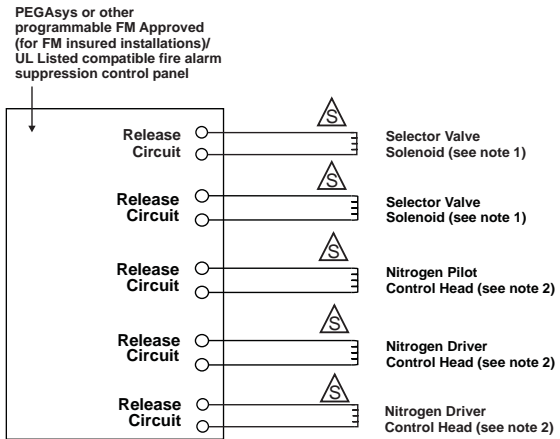 PEGAsys or other
programmable FM Approved
(for FM insured installations)/
UL Listed compatible fire alarm
suppression control panel
S
Release
Circuit
Selector Valve
Solenoid (see note 1)
S
Release
Circuit
Selector Valve
Solenoid (see note 1)
S
Release
Circuit
Nitrogen Pilot
Control Head (see note 2)
S
Release
Circuit
Nitrogen Driver
Control Head (see note 2)
S
Release
Circuit
Nitrogen Driver
Control Head (see note 2)